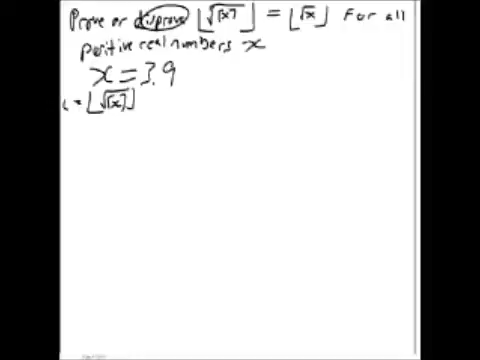 Prove or disprove ⌊√⌈x⌉⌋ = ⌊√x⌋ For all
positive real numbers x
x = 3.9
L = ⌊√⌈x⌉⌋